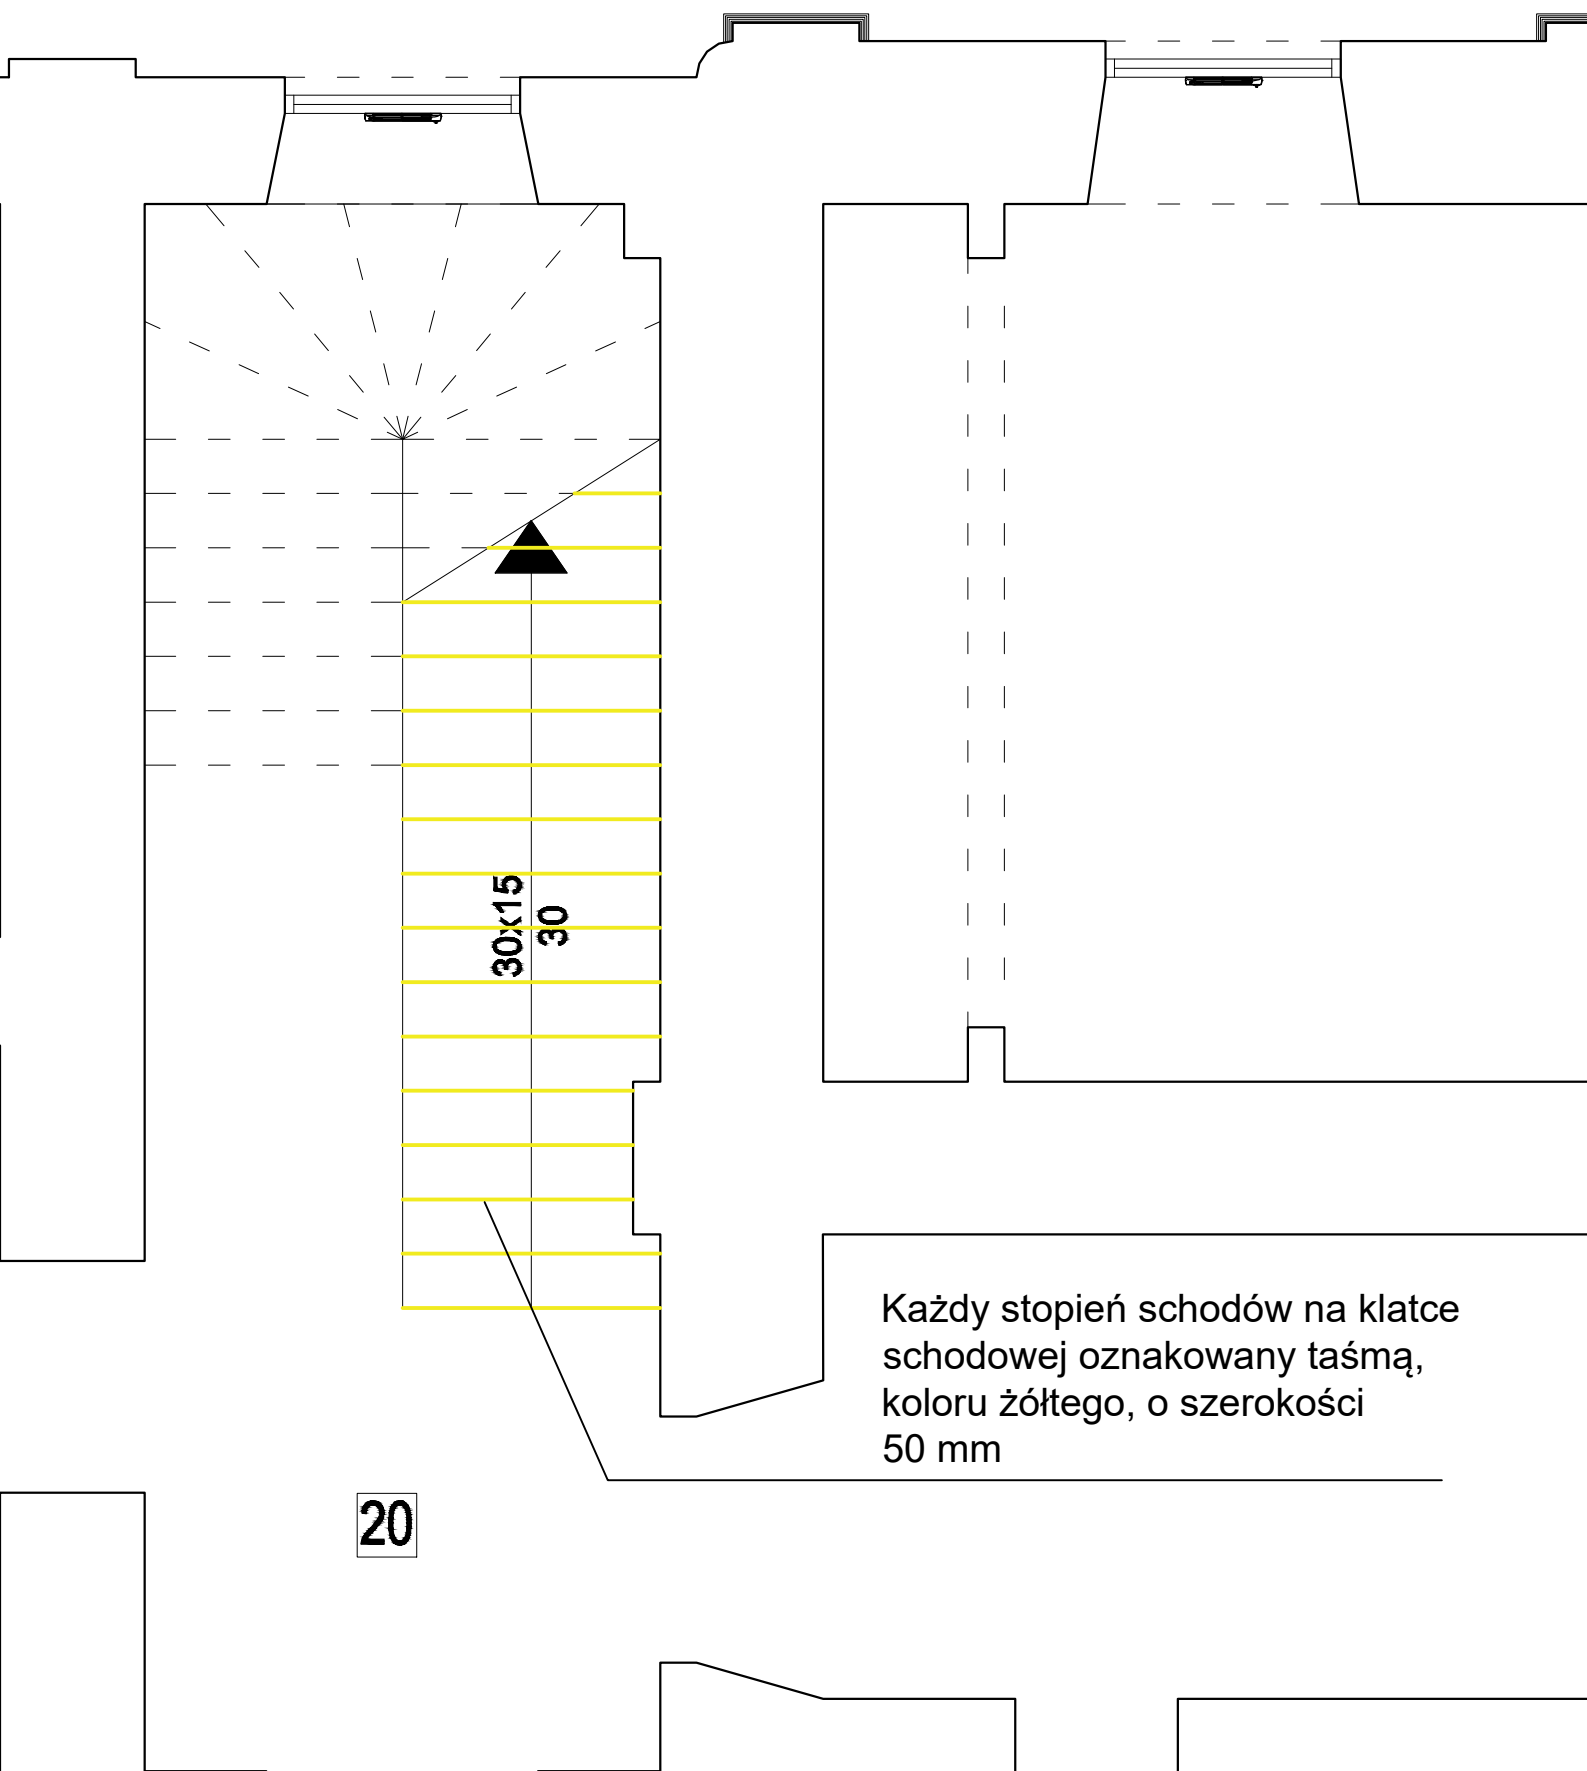 30x15
30
Każdy stopień schodów na klatce
schodowej oznakowany taśmą,
koloru żółtego, o szerokości
50 mm
20